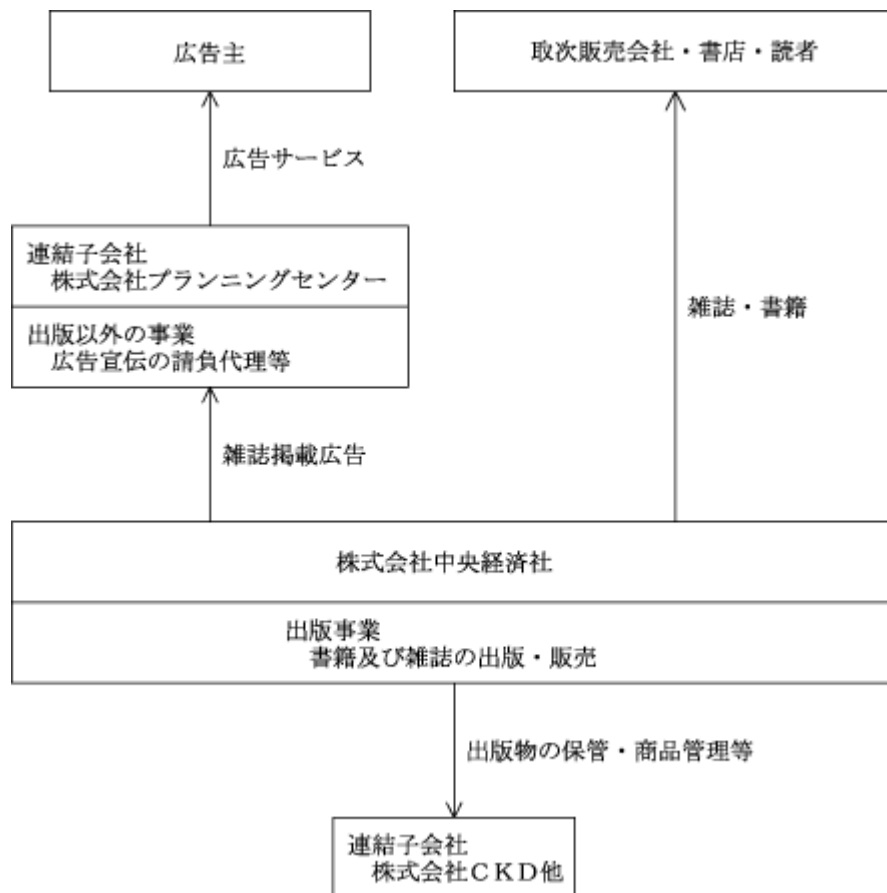 広告主
取次販売会社・書店・読者
広告サービス
連結子会社
株式会社プランニングセンター
出版以外の事業
広告宣伝の請負代理等
雑誌・書籍
雑誌掲載広告
株式会社中央経済社
出版事業
書籍及び雑誌の出版・販売
出版物の保管・商品管理等
連結子会社
株式会社ＣＫＤ他